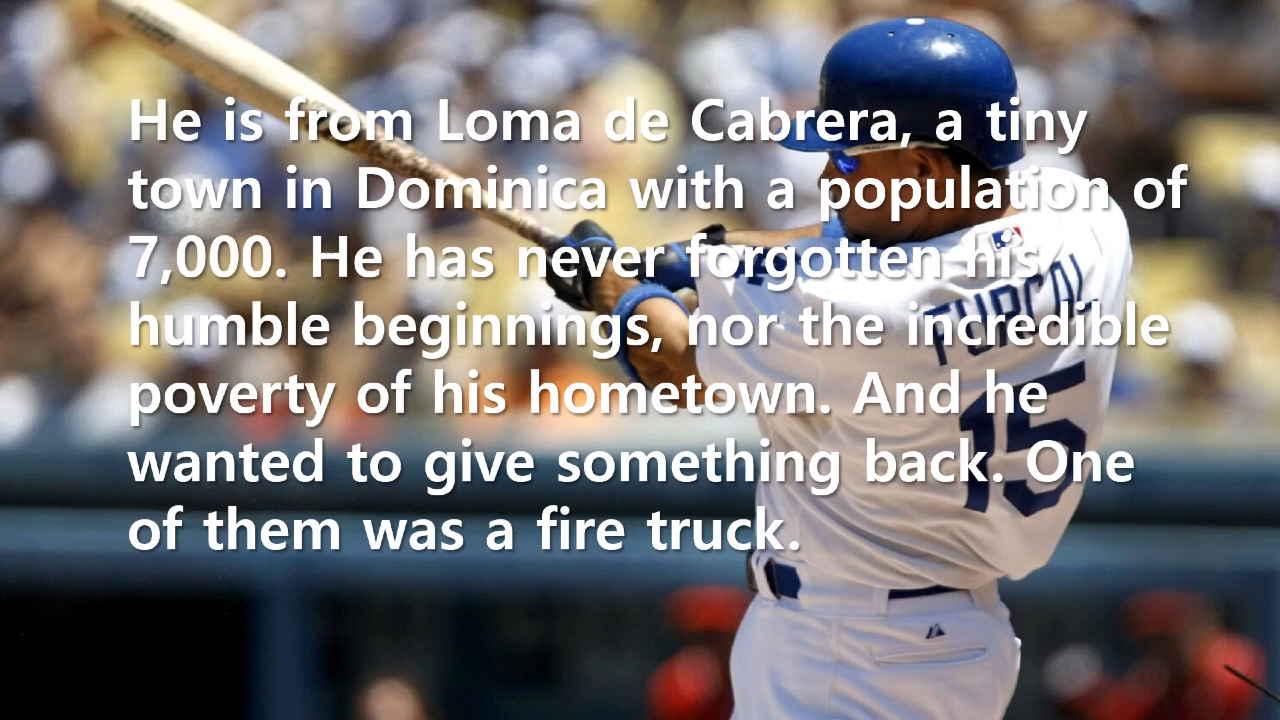 He is from Loma de Cabrera, a tiny
town in Dominica with a population of
7,000. He has never forgotten his
humble beginnings, nor the incredible
poverty of his hometown. And he
wanted to give something back. One
of them was a fire truck.
FURCAL
15